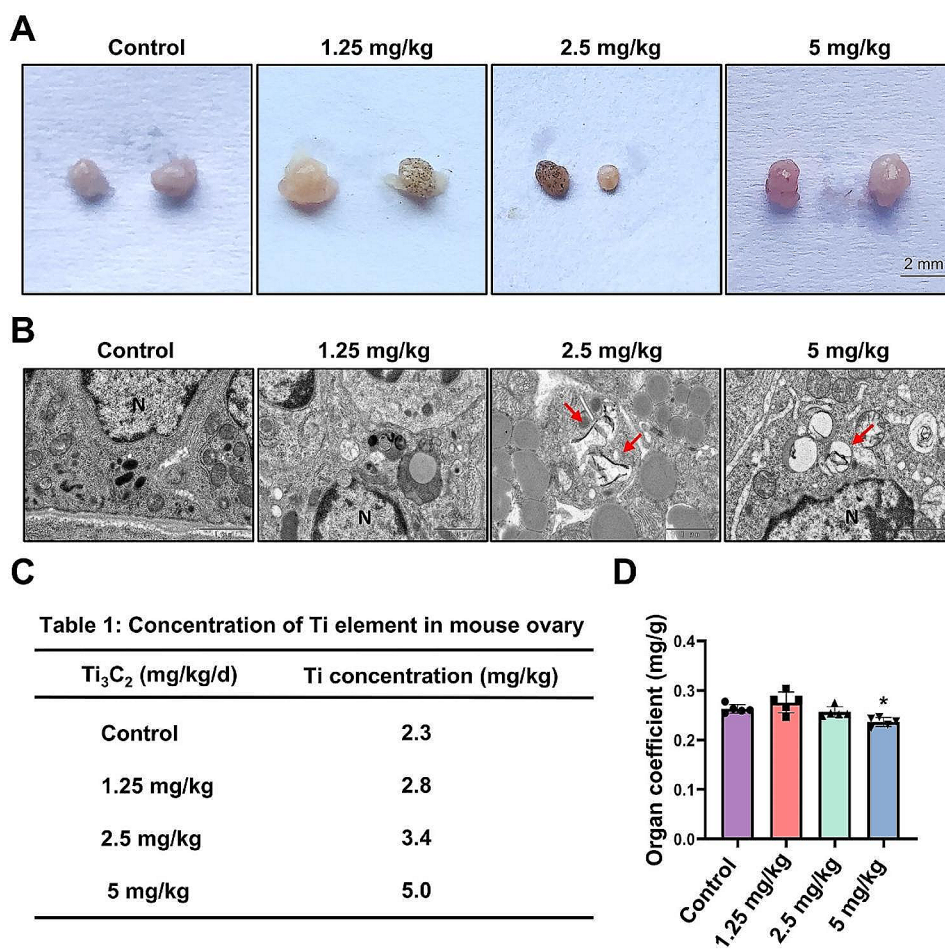 A
Control 1.25 mg/kg 2.5 mg/kg 5 mg/kg
2 mm
B
Control 1.25 mg/kg 2.5 mg/kg 5 mg/kg
N
N
N
C
Table 1: Concentration of Ti element in mouse ovary
Ti₃C₂ (mg/kg/d) Ti concentration (mg/kg)
Control 2.3
1.25 mg/kg 2.8
2.5 mg/kg 3.4
5 mg/kg 5.0
D
Organ coefficient (mg/g)
0.4
0.3
0.2
0.1
0.0
*
Control
1.25 mg/kg
2.5 mg/kg
5 mg/kg